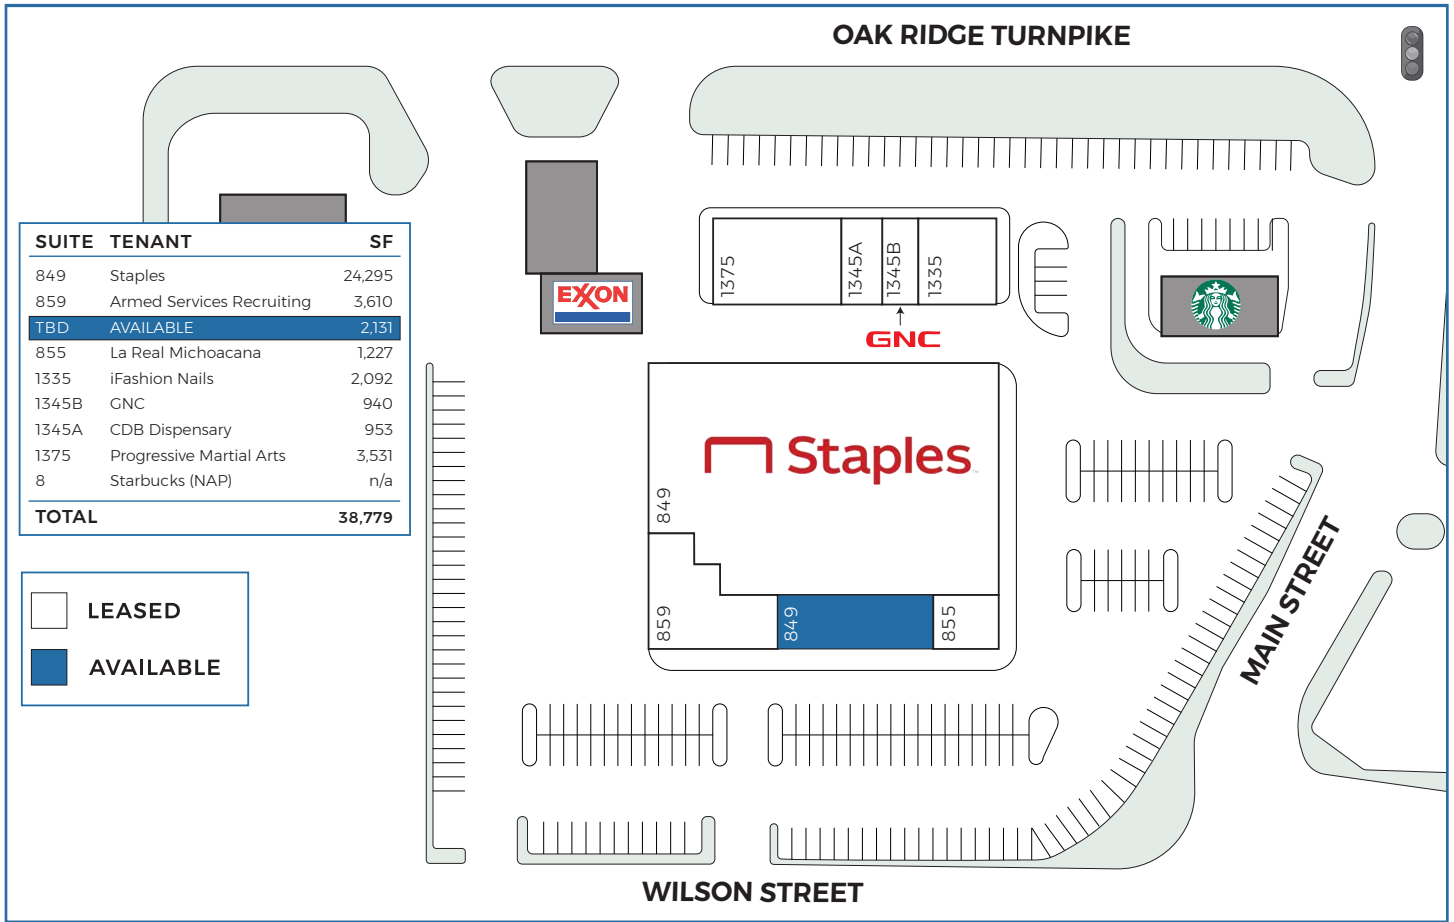 OAK RIDGE TURNPIKE
SUITE TENANT SF
849 Staples 24,295
859 Armed Services Recruiting 3,610
TBD AVAILABLE 2,131
855 La Real Michoacana 1,227
1335 iFashion Nails 2,092
1345B GNC 940
1345A CDB Dispensary 953
1375 Progressive Martial Arts 3,531
8 Starbucks (NAP) n/a
TOTAL 38,779
LEASED
AVAILABLE
EXXON
1375
1345A
1345B
1335
GNC
Staples
849
859
849
855
MAIN STREET
WILSON STREET